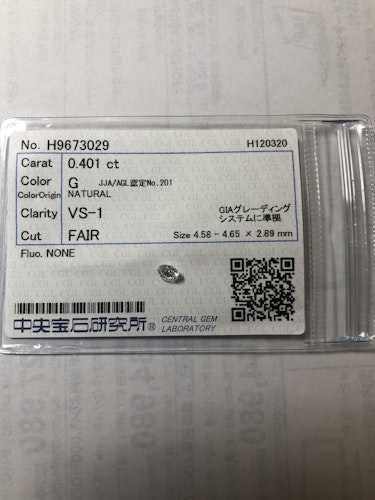 No. H9673029 H120320
Carat 0.401 ct
Color G JJA/AGL認定No.201
ColorOrigin NATURAL
Clarity VS-1 GIAグレーディング
システムに準拠
Cut FAIR Size 4.58 - 4.65 × 2.89 mm
Fluo. NONE
中央宝石研究所® CENTRAL GEM
LABORATORY